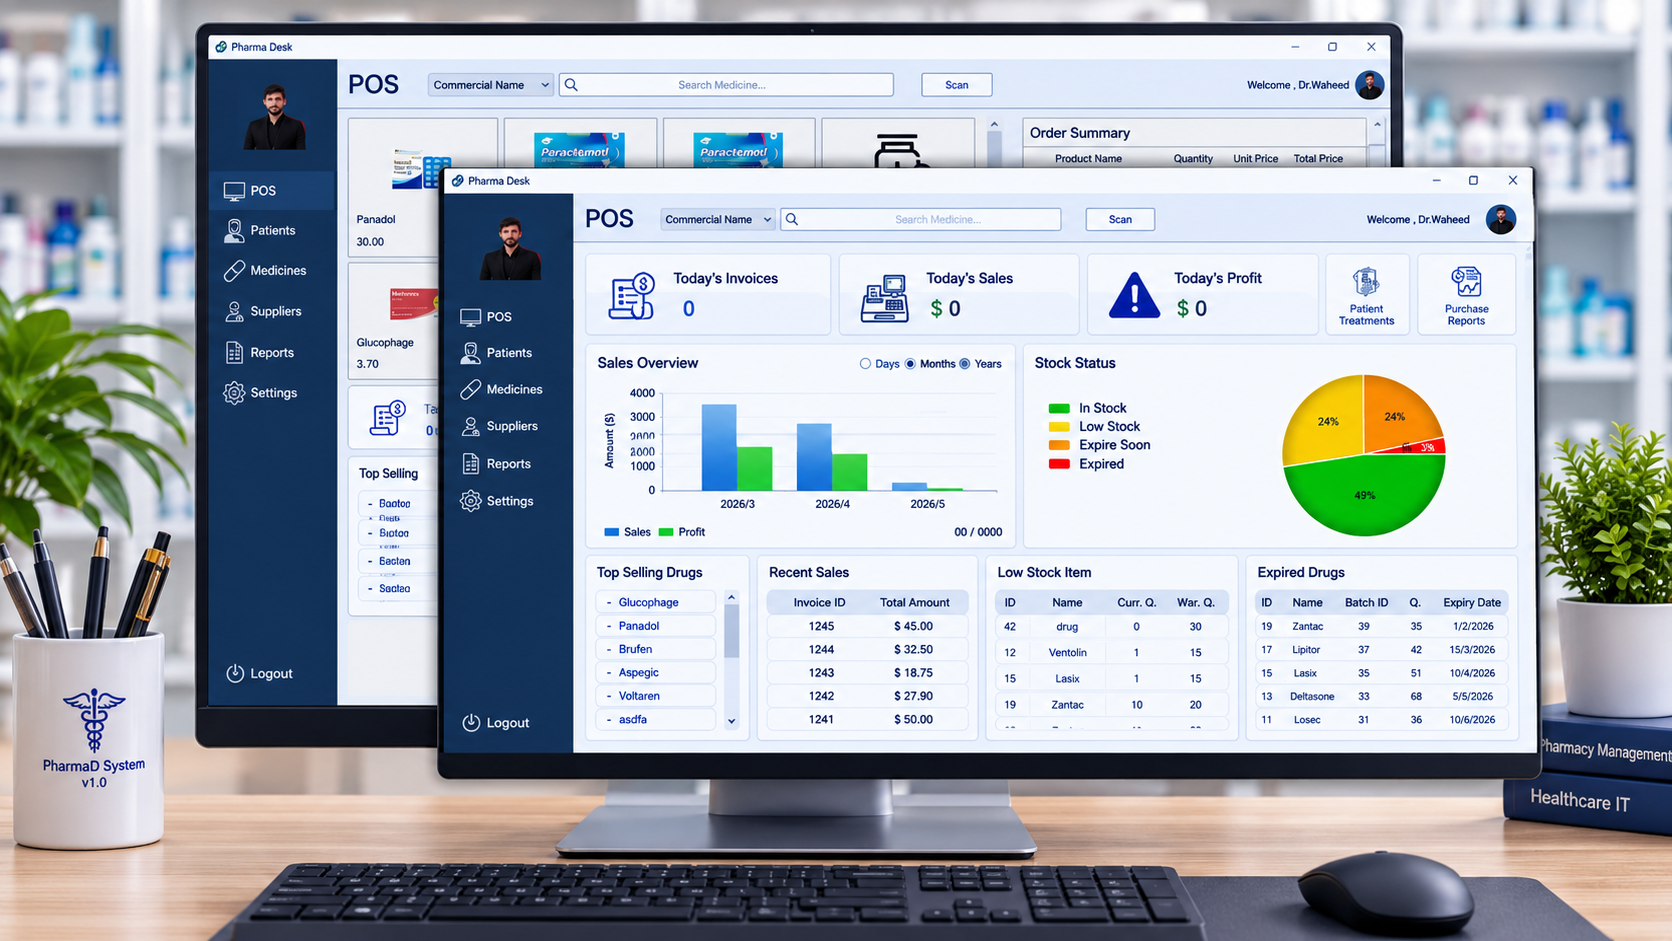 Pharma Desk
POS
Commercial Name
Search Medicine...
Scan
Welcome , Dr.Waheed
POS
Patients
Medicines
Suppliers
Reports
Settings
Logout
Panadol
30.00
Glucophage
3.70
Paractemotl
Paractemotl
Order Summary
Product Name Quantity Unit Price Total Price
Top Selling
Pharma Desk
POS
Commercial Name
Search Medicine...
Scan
Welcome , Dr.Waheed
POS
Patients
Medicines
Suppliers
Reports
Settings
Logout
Today's Invoices
0
Today's Sales
$ 0
Today's Profit
$ 0
Patient
Treatments
Purchase
Reports
Sales Overview
Days Months Years
Amount ($)
4000
3000
2000
1000
0
2026/3 2026/4 2026/5
Sales Profit
00 / 0000
Stock Status
In Stock
Low Stock
Expire Soon
Expired
24%
24%
3%
49%
Top Selling Drugs
- Glucophage
- Panadol
- Brufen
- Aspegic
- Voltaren
- asdfa
Recent Sales
Invoice ID Total Amount
1245 $ 45.00
1244 $ 32.50
1243 $ 18.75
1242 $ 27.90
1241 $ 50.00
Low Stock Item
ID Name Curr. Q. War. Q.
42 drug 0 30
12 Ventolin 1 15
15 Lasix 1 15
19 Zantac 10 20
Expired Drugs
ID Name Batch ID Q. Expiry Date
19 Zantac 39 35 1/2/2026
17 Lipitor 37 42 15/3/2026
15 Lasix 35 51 10/4/2026
13 Deltasone 33 68 5/5/2026
11 Losec 31 36 10/6/2026
PharmaD System
v1.0
Pharmacy Management
Healthcare IT